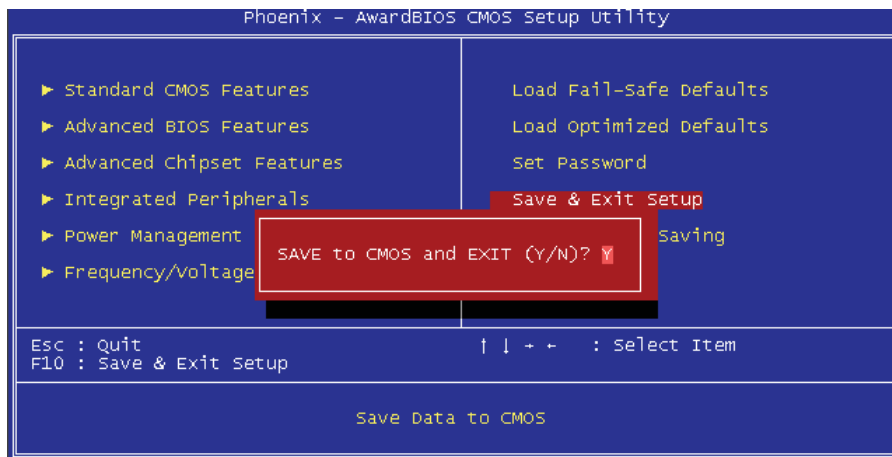 Phoenix – AwardBIOS CMOS Setup Utility
► Standard CMOS Features
► Advanced BIOS Features
► Advanced Chipset Features
► Integrated Peripherals
► Power Management
► Frequency/Voltage
Load Fail-Safe Defaults
Load Optimized Defaults
Set Password
Save & Exit Setup
Saving
SAVE to CMOS and EXIT (Y/N)? Y
Esc : Quit
F10 : Save & Exit Setup
↑ ↓ → ← : Select Item
Save Data to CMOS